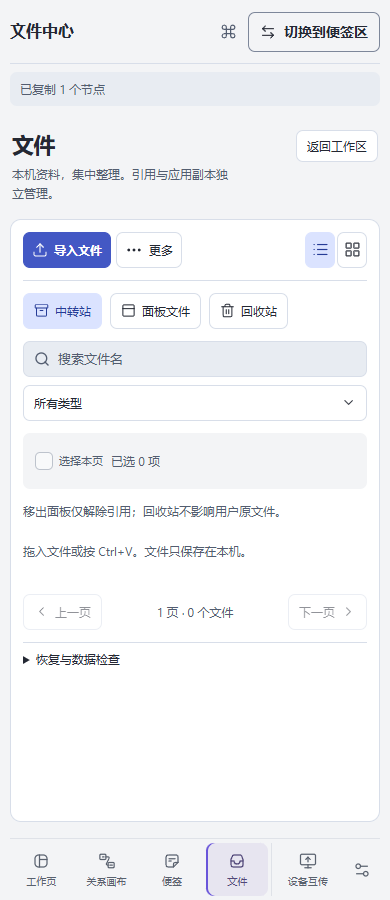 文件中心
切换到便签区
已复制 1 个节点
文件
返回工作区
本机资料，集中整理。引用与应用副本独
立管理。
导入文件
更多
中转站
面板文件
回收站
搜索文件名
所有类型
选择本页 已选 0 项
移出面板仅解除引用；回收站不影响用户原文件。
拖入文件或按 Ctrl+V。文件只保存在本机。
上一页
1 页 · 0 个文件
下一页
恢复与数据检查
工作页
关系画布
便签
文件
设备互传